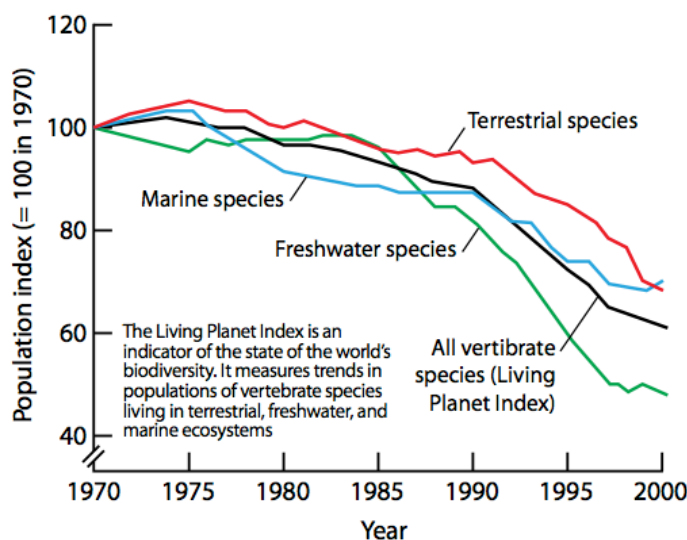 120
100
80
60
40
Population index (= 100 in 1970)
Terrestrial species
Marine species
Freshwater species
The Living Planet Index is an
indicator of the state of the world's
biodiversity. It measures trends in
populations of vertebrate species
living in terrestrial, freshwater, and
marine ecosystems
All vertibrate
species (Living
Planet Index)
1970 1975 1980 1985 1990 1995 2000
Year